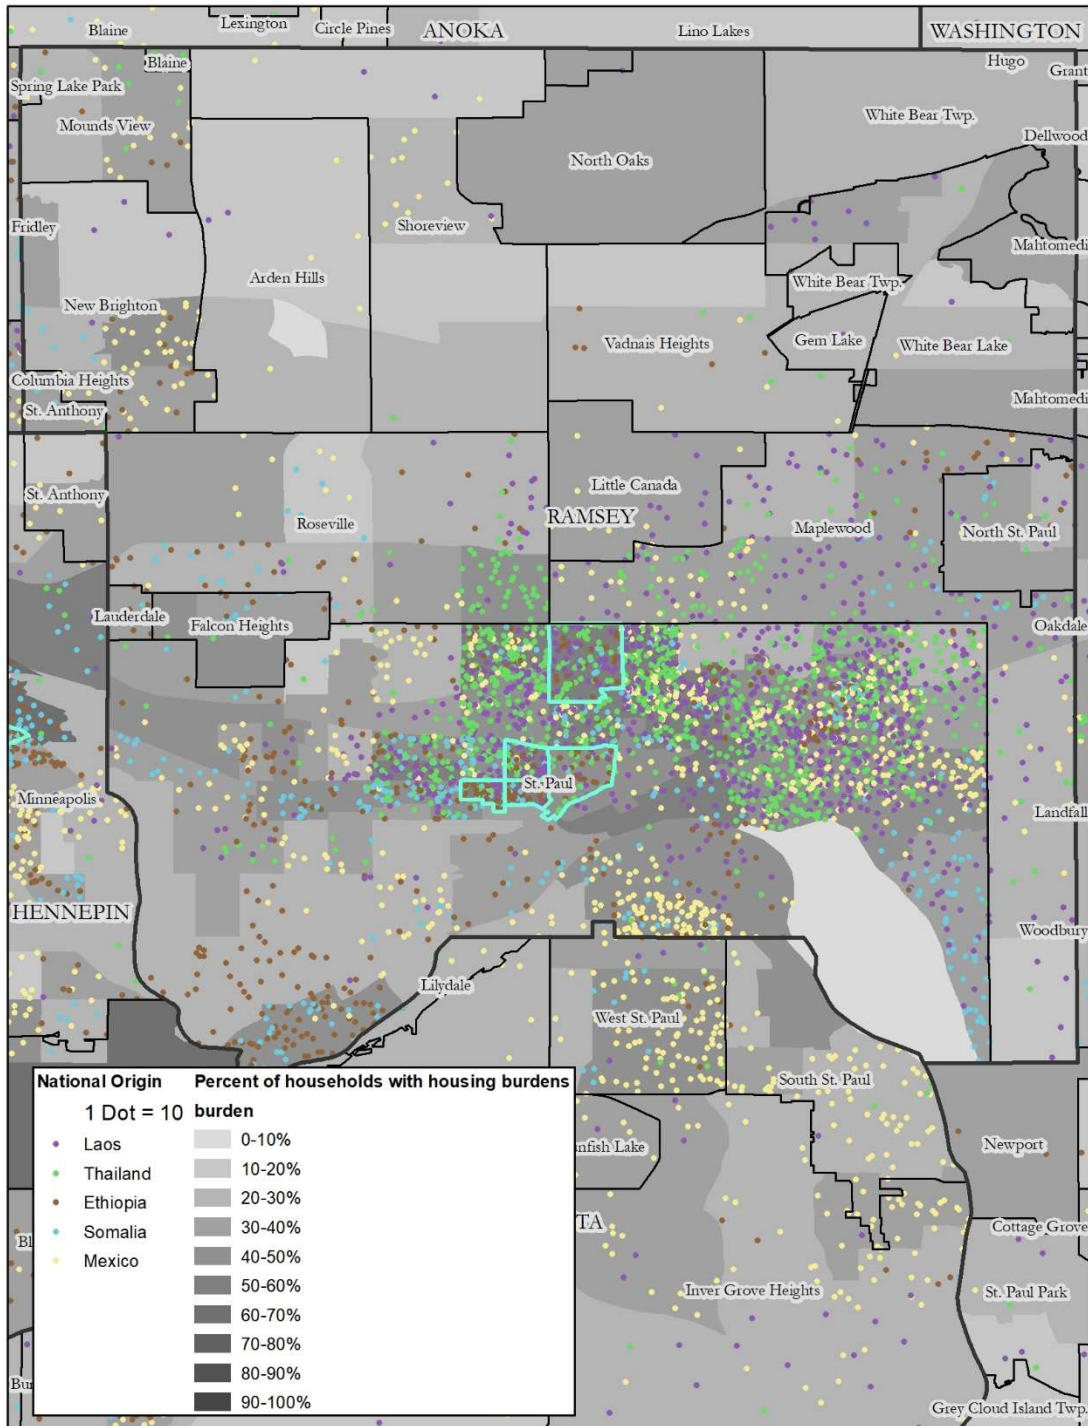 Blaine
Lexington
Circle Pines
ANOKA
Lino Lakes
WASHINGTON
Blaine
Hugo
Grant
Spring Lake Park
Mounds View
White Bear Twp.
Dellwood
North Oaks
Fridley
Shoreview
Mahtomedi
Arden Hills
White Bear Twp.
New Brighton
Vadnais Heights
Gem Lake
White Bear Lake
Columbia Heights
St. Anthony
Mahtomedi
St. Anthony
Little Canada
Roseville
RAMSEY
Maplewood
North St. Paul
Lauderdale
Falcon Heights
Oakdale
St. Paul
Minneapolis
Landfall
HENNEPIN
Woodbury
Lilydale
West St. Paul
South St. Paul
Newport
nfish Lake
TA
Cottage Grove
Inver Grove Heights
St. Paul Park
Grey Cloud Island Twp.
Bl
Bur
National Origin
1 Dot = 10
Laos
Thailand
Ethiopia
Somalia
Mexico
Percent of households with housing burdens
burden
0-10%
10-20%
20-30%
30-40%
40-50%
50-60%
60-70%
70-80%
80-90%
90-100%